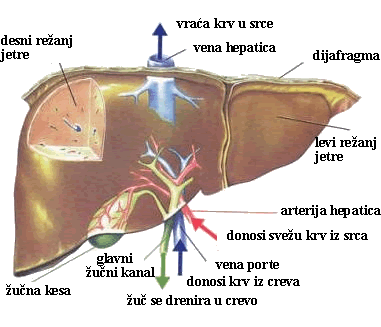 vraća krv u srce
desni režanj
jetre
vena hepatica
dijafragma
levi režanj
jetre
arterija hepatica
donosi svežu krv iz srca
glavni
žučni kanal
vena porte
donosi krv iz creva
žučna kesa
žuč se drenira u crevo